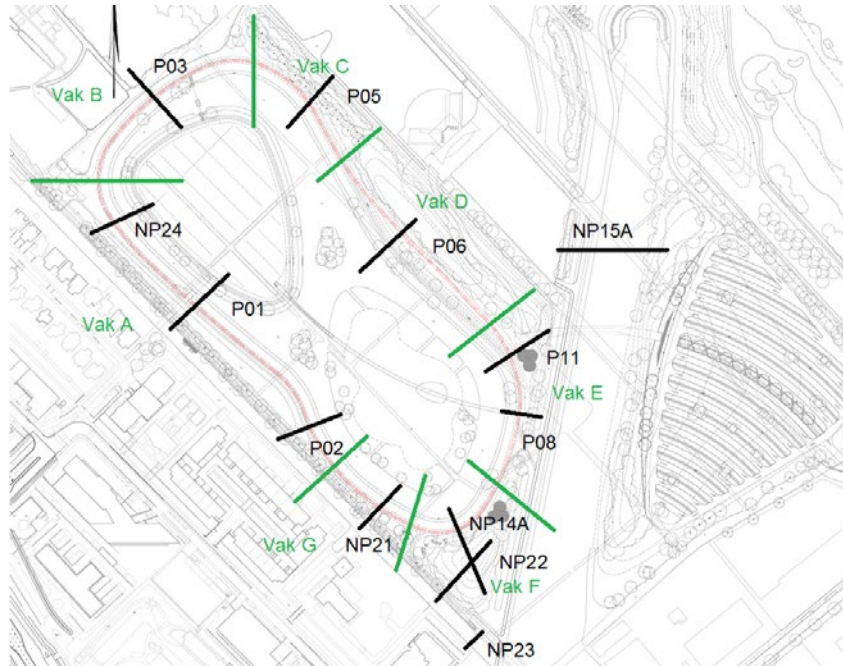 P03
Vak C
Vak B
P05
Vak D
NP24
NP15A
P06
P01
Vak A
P11
Vak E
P02
P08
NP14A
Vak G
NP21
NP22
Vak F
NP23